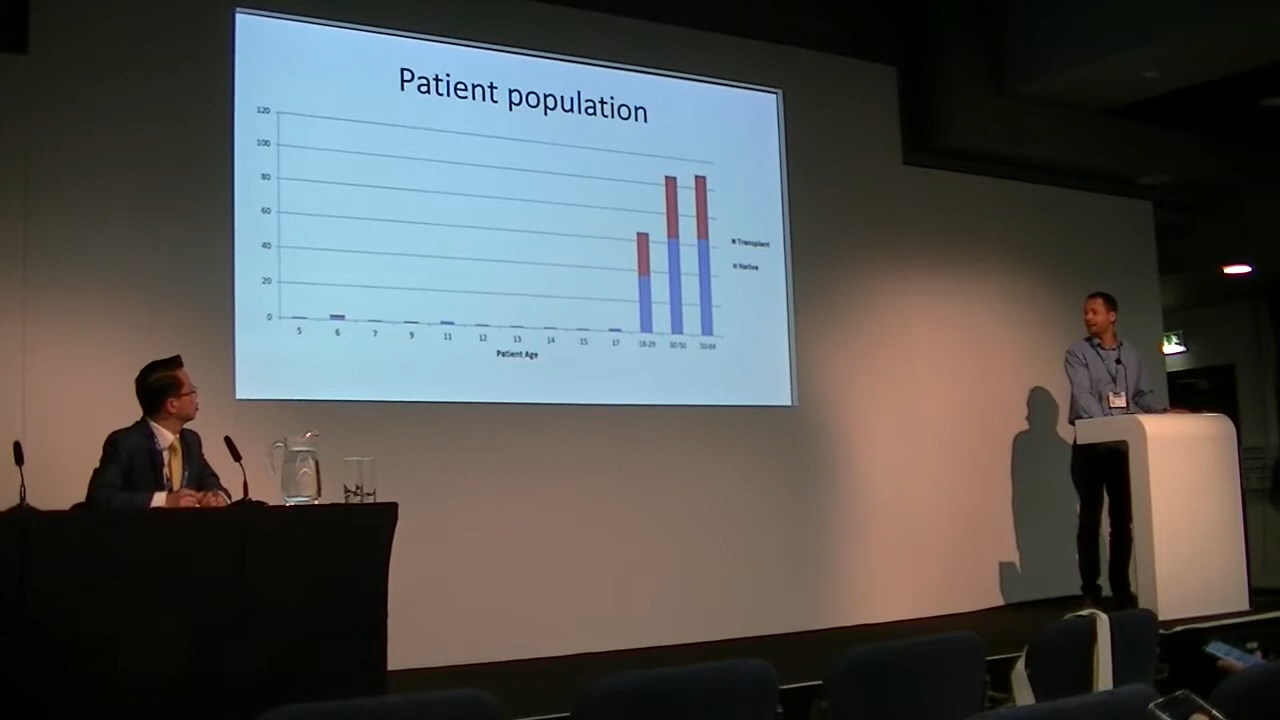 Patient population
120
100
80
60
40
20
0
5 6 7 9 11 12 13 14 15 17 18-29 30-50 50-84
Patient Age
Transplant
Native